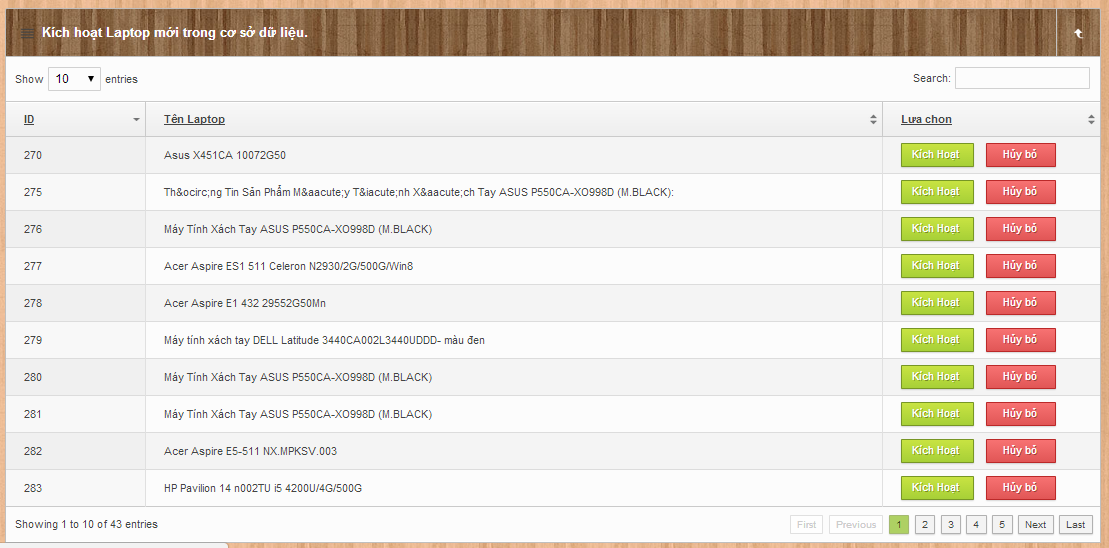 Kích hoạt Laptop mới trong cơ sở dữ liệu.
Show 10 entries Search:
ID Tên Laptop Lựa chọn
270 Asus X451CA 10072G50 Kích Hoạt Hủy bỏ
275 Th&ocirc;ng Tin Sản Phẩm M&aacute;y T&iacute;nh X&aacute;ch Tay ASUS P550CA-XO998D (M.BLACK): Kích Hoạt Hủy bỏ
276 Máy Tính Xách Tay ASUS P550CA-XO998D (M.BLACK) Kích Hoạt Hủy bỏ
277 Acer Aspire ES1 511 Celeron N2930/2G/500G/Win8 Kích Hoạt Hủy bỏ
278 Acer Aspire E1 432 29552G50Mn Kích Hoạt Hủy bỏ
279 Máy tính xách tay DELL Latitude 3440CA002L3440UDDD- màu đen Kích Hoạt Hủy bỏ
280 Máy Tính Xách Tay ASUS P550CA-XO998D (M.BLACK) Kích Hoạt Hủy bỏ
281 Máy Tính Xách Tay ASUS P550CA-XO998D (M.BLACK) Kích Hoạt Hủy bỏ
282 Acer Aspire E5-511 NX.MPKSV.003 Kích Hoạt Hủy bỏ
283 HP Pavilion 14 n002TU i5 4200U/4G/500G Kích Hoạt Hủy bỏ
Showing 1 to 10 of 43 entries First Previous 1 2 3 4 5 Next Last